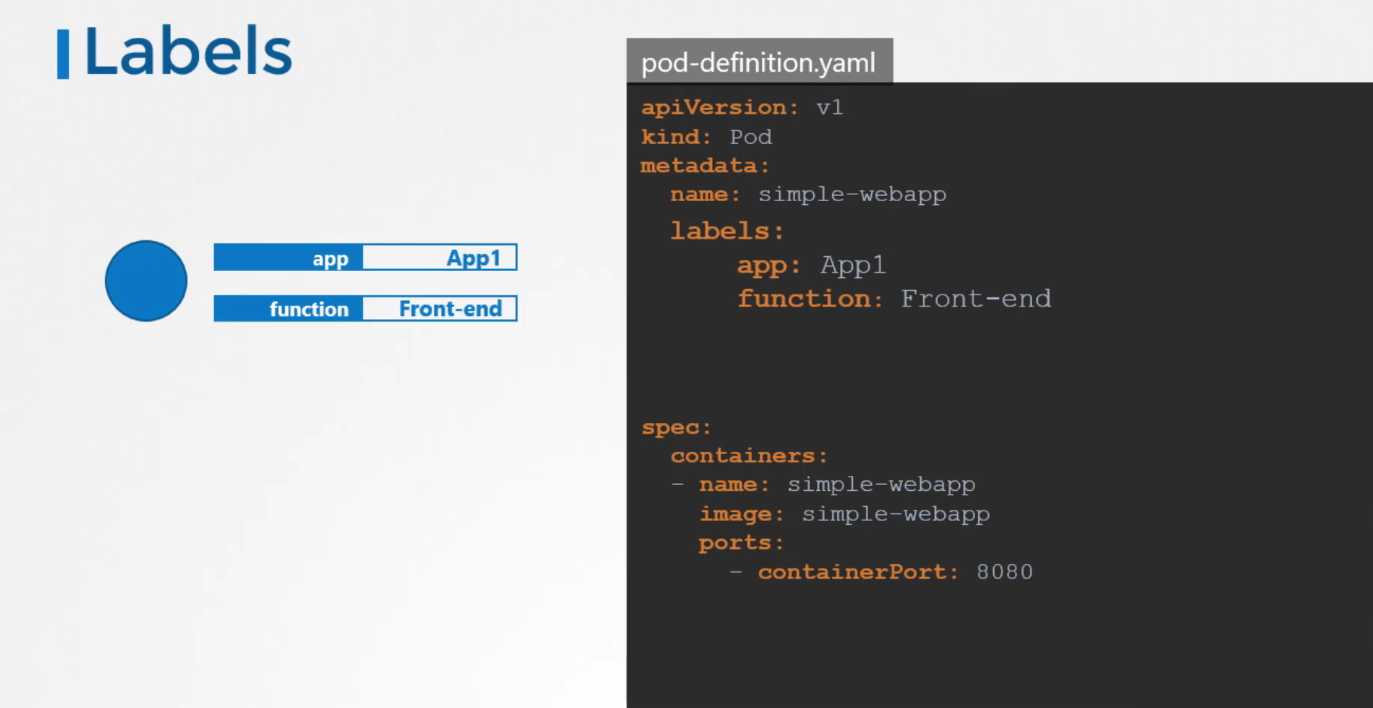 Labels
app App1
function Front-end
pod-definition.yaml
apiVersion: v1
kind: Pod
metadata:
  name: simple-webapp
  labels:
      app: App1
      function: Front-end
spec:
  containers:
  - name: simple-webapp
    image: simple-webapp
    ports:
      - containerPort: 8080